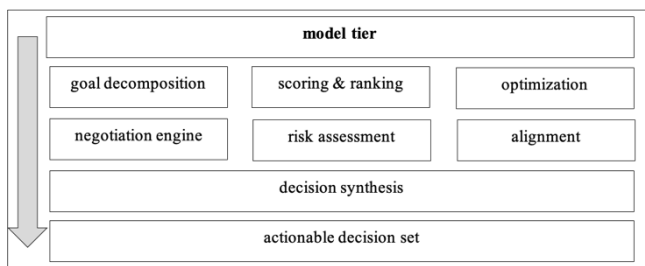 model tier
goal decomposition
scoring & ranking
optimization
negotiation engine
risk assessment
alignment
decision synthesis
actionable decision set